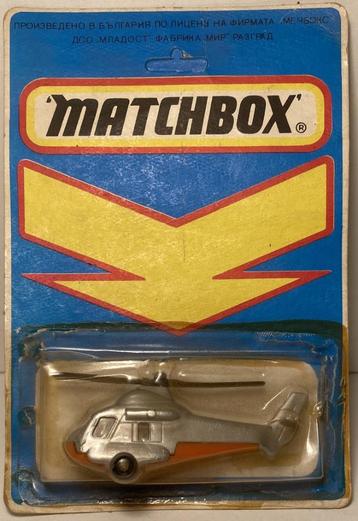 ПРОИЗВЕДЕНО В БЪЛГАРИЯ ПО ЛИЦЕНЗ НА ФИРМАТА „МЕЧБОКС"
ДСО „МЛАДОСТ" ФАБРИКА „МИР" РАЗГРАД
'MATCHBOX'®